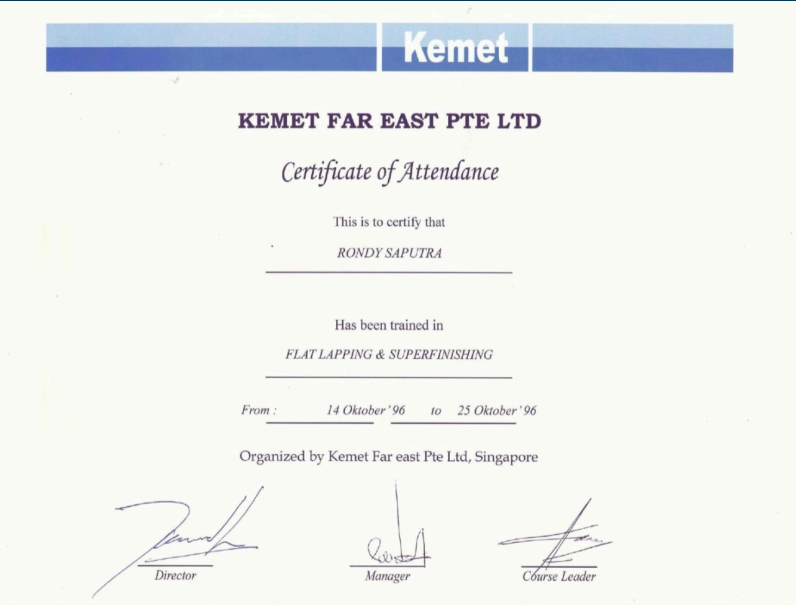 Kemet
KEMET FAR EAST PTE LTD
Certificate of Attendance
This is to certify that
RONDY SAPUTRA
Has been trained in
FLAT LAPPING & SUPERFINISHING
From : 14 Oktober '96 to 25 Oktober '96
Organized by Kemet Far east Pte Ltd, Singapore
Director Manager Course Leader